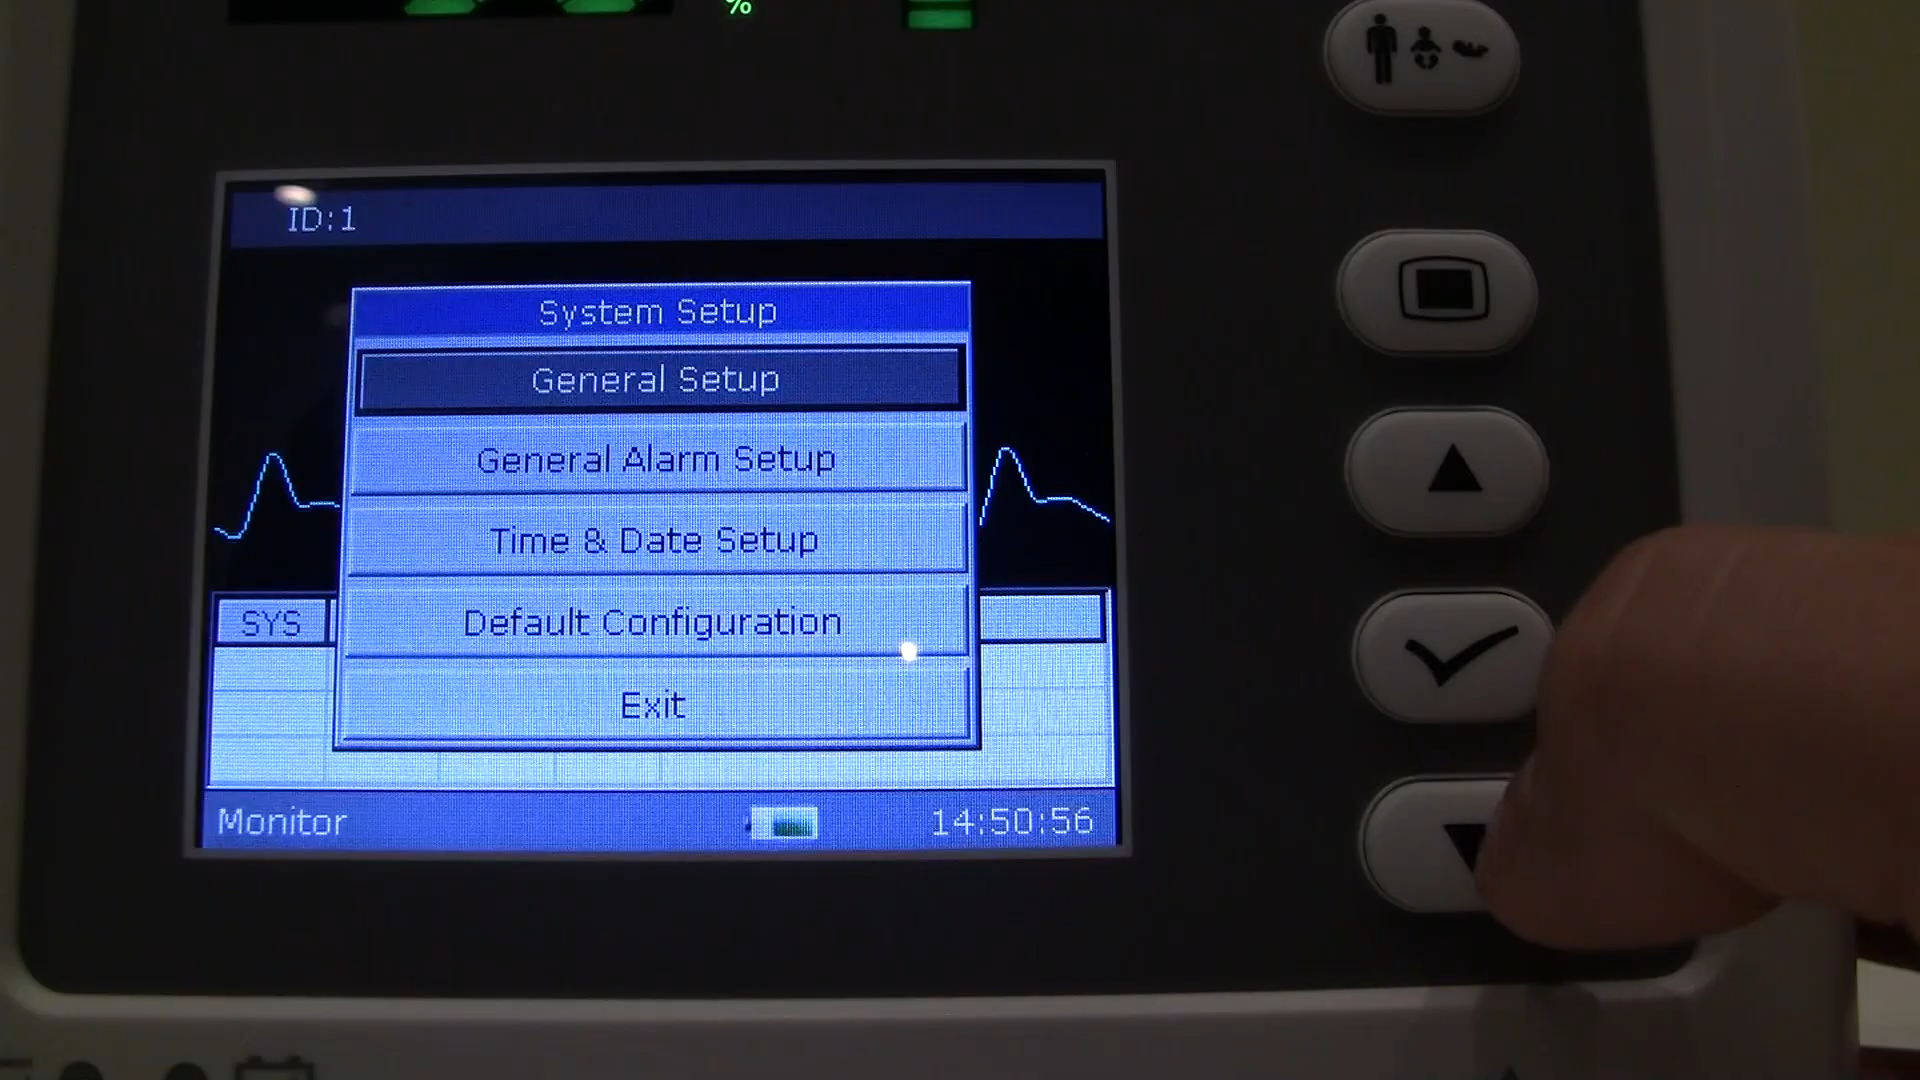 %
ID:1
System Setup
General Setup
General Alarm Setup
Time & Date Setup
Default Configuration
Exit
SYS
Monitor
14:50:56